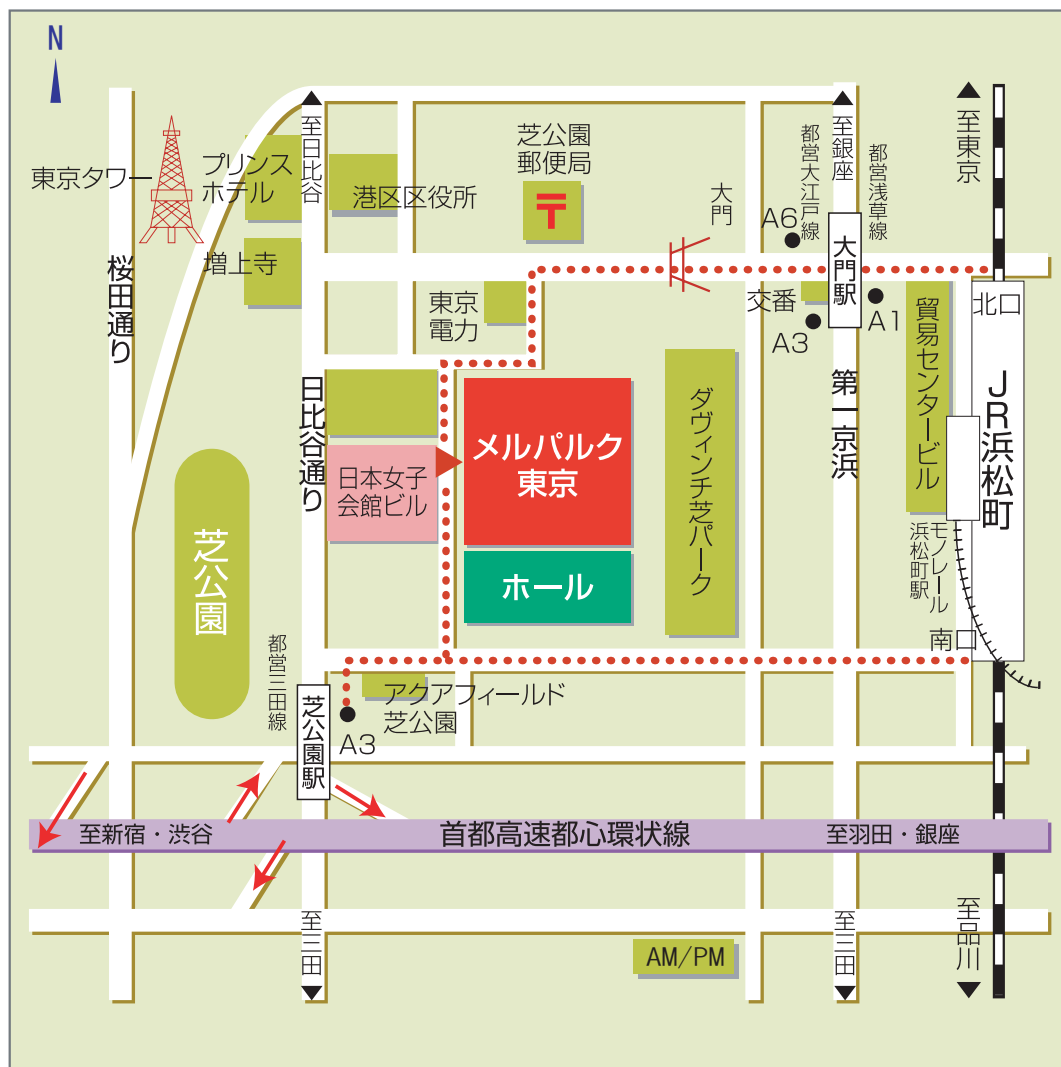 N
至日比谷
至銀座
都営大江戸線
都営浅草線
至東京
東京タワー
プリンス
ホテル
港区区役所
芝公園
郵便局
大門
A6
大門駅
増上寺
桜田通り
東京
電力
交番
A3
A1
北口
貿易センタービル
JR浜松町
日比谷通り
メルパルク
東京
ダヴィンチ芝パーク
第一京浜
日本女子
会館ビル
芝公園
ホール
モノレール
浜松町駅
南口
都営三田線
芝公園駅
A3
アクアフィールド
芝公園
至新宿・渋谷
首都高速都心環状線
至羽田・銀座
至三田
至三田
至品川
AM/PM